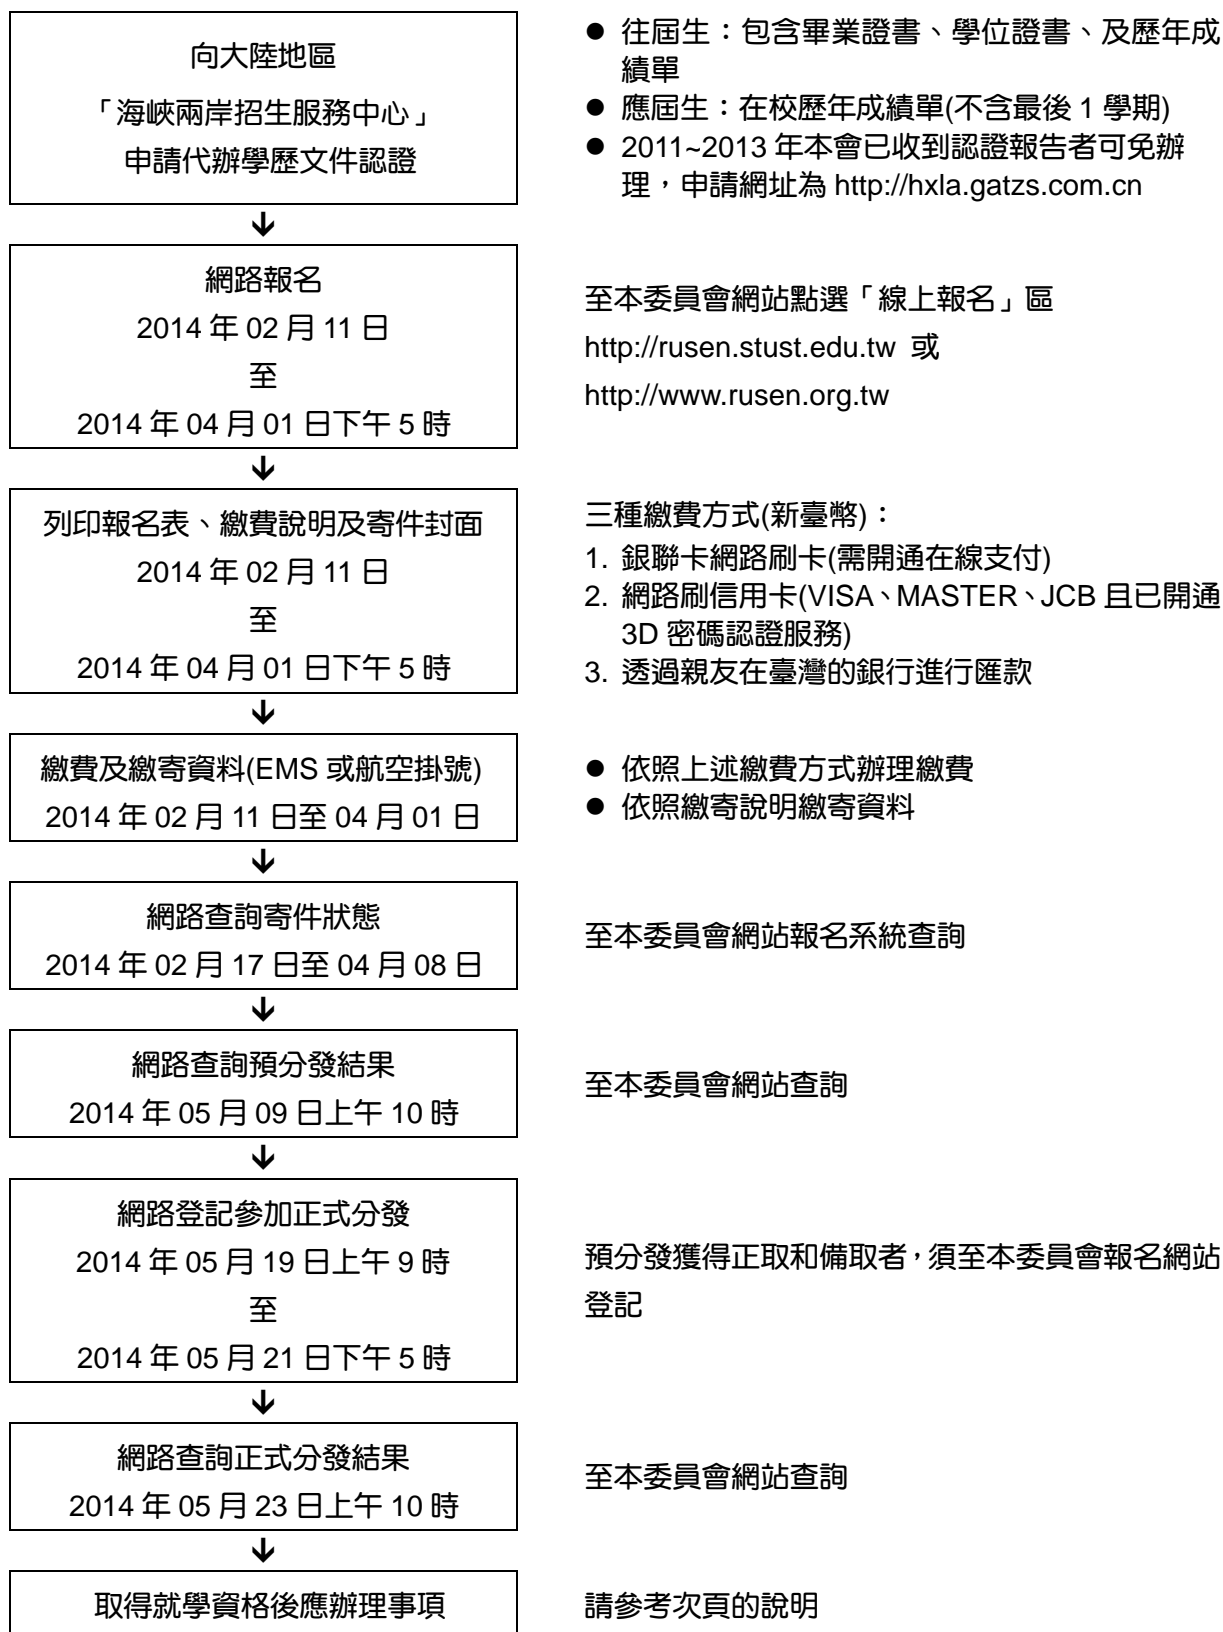 向大陸地區
「海峽兩岸招生服務中心」
申請代辦學歷文件認證
● 往屆生：包含畢業證書、學位證書、及歷年成
績單
● 應屆生：在校歷年成績單(不含最後 1 學期)
● 2011~2013 年本會已收到認證報告者可免辦
理，申請網址為 http://hxla.gatzs.com.cn
↓
網路報名
2014 年 02 月 11 日
至
2014 年 04 月 01 日下午 5 時
至本委員會網站點選「線上報名」區
http://rusen.stust.edu.tw 或
http://www.rusen.org.tw
↓
列印報名表、繳費說明及寄件封面
2014 年 02 月 11 日
至
2014 年 04 月 01 日下午 5 時
三種繳費方式(新臺幣)：
1. 銀聯卡網路刷卡(需開通在線支付)
2. 網路刷信用卡(VISA、MASTER、JCB 且已開通
3D 密碼認證服務)
3. 透過親友在臺灣的銀行進行匯款
↓
繳費及繳寄資料(EMS 或航空掛號)
2014 年 02 月 11 日至 04 月 01 日
● 依照上述繳費方式辦理繳費
● 依照繳寄說明繳寄資料
↓
網路查詢寄件狀態
2014 年 02 月 17 日至 04 月 08 日
至本委員會網站報名系統查詢
↓
網路查詢預分發結果
2014 年 05 月 09 日上午 10 時
至本委員會網站查詢
↓
網路登記參加正式分發
2014 年 05 月 19 日上午 9 時
至
2014 年 05 月 21 日下午 5 時
預分發獲得正取和備取者，須至本委員會報名網站
登記
↓
網路查詢正式分發結果
2014 年 05 月 23 日上午 10 時
至本委員會網站查詢
↓
取得就學資格後應辦理事項
請參考次頁的說明